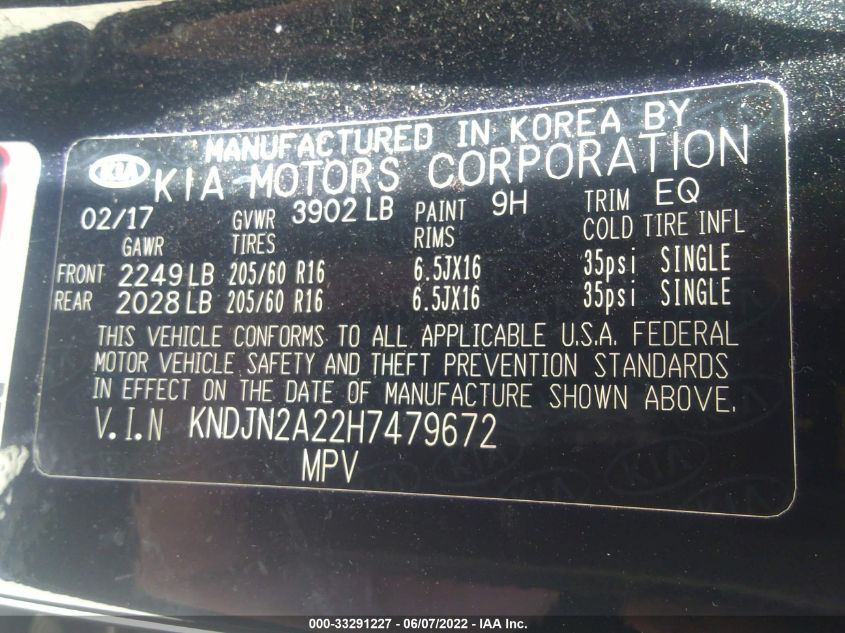 MANUFACTURED IN KOREA BY
KIA KIA MOTORS CORPORATION
02/17 GVWR 3902 LB PAINT 9H TRIM EQ
GAWR TIRES RIMS COLD TIRE INFL
FRONT 2249 LB 205/60 R16 6.5JX16 35psi SINGLE
REAR 2028 LB 205/60 R16 6.5JX16 35psi SINGLE
THIS VEHICLE CONFORMS TO ALL APPLICABLE U.S.A. FEDERAL
MOTOR VEHICLE SAFETY AND THEFT PREVENTION STANDARDS
IN EFFECT ON THE DATE OF MANUFACTURE SHOWN ABOVE.
V.I.N KNDJN2A22H7479672
MPV
000-33291227 - 06/07/2022 - IAA Inc.